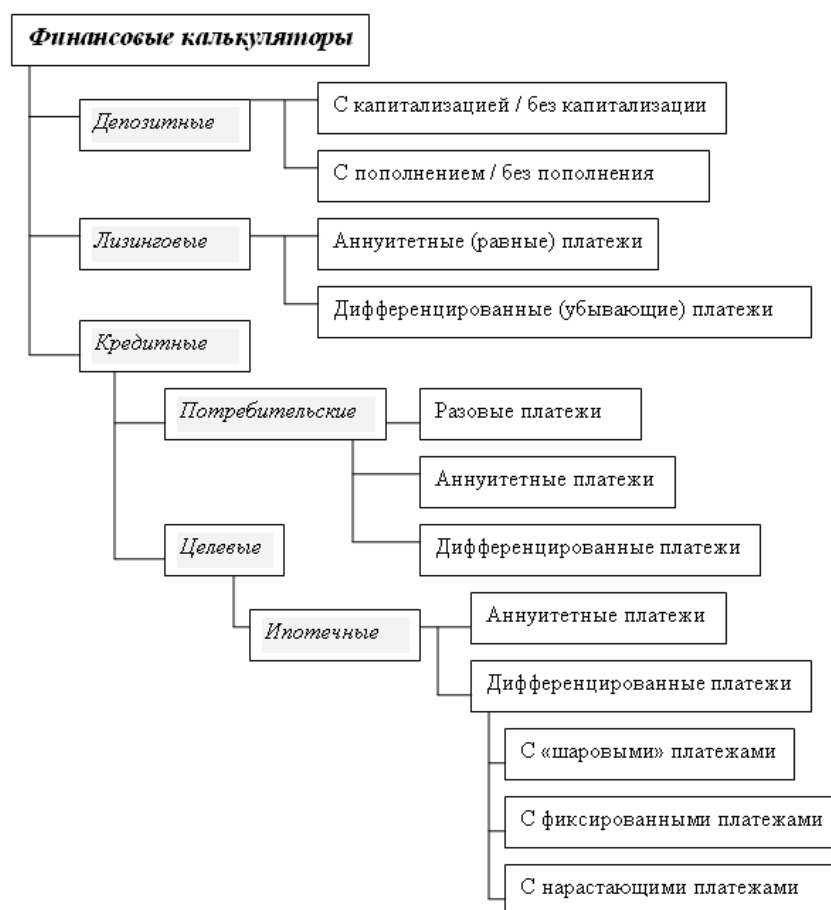 Финансовые калькуляторы
Депозитные
С капитализацией / без капитализации
С пополнением / без пополнения
Лизинговые
Аннуитетные (равные) платежи
Дифференцированные (убывающие) платежи
Кредитные
Потребительские
Разовые платежи
Аннуитетные платежи
Дифференцированные платежи
Целевые
Ипотечные
Аннуитетные платежи
Дифференцированные платежи
С «шаровыми» платежами
С фиксированными платежами
С нарастающими платежами